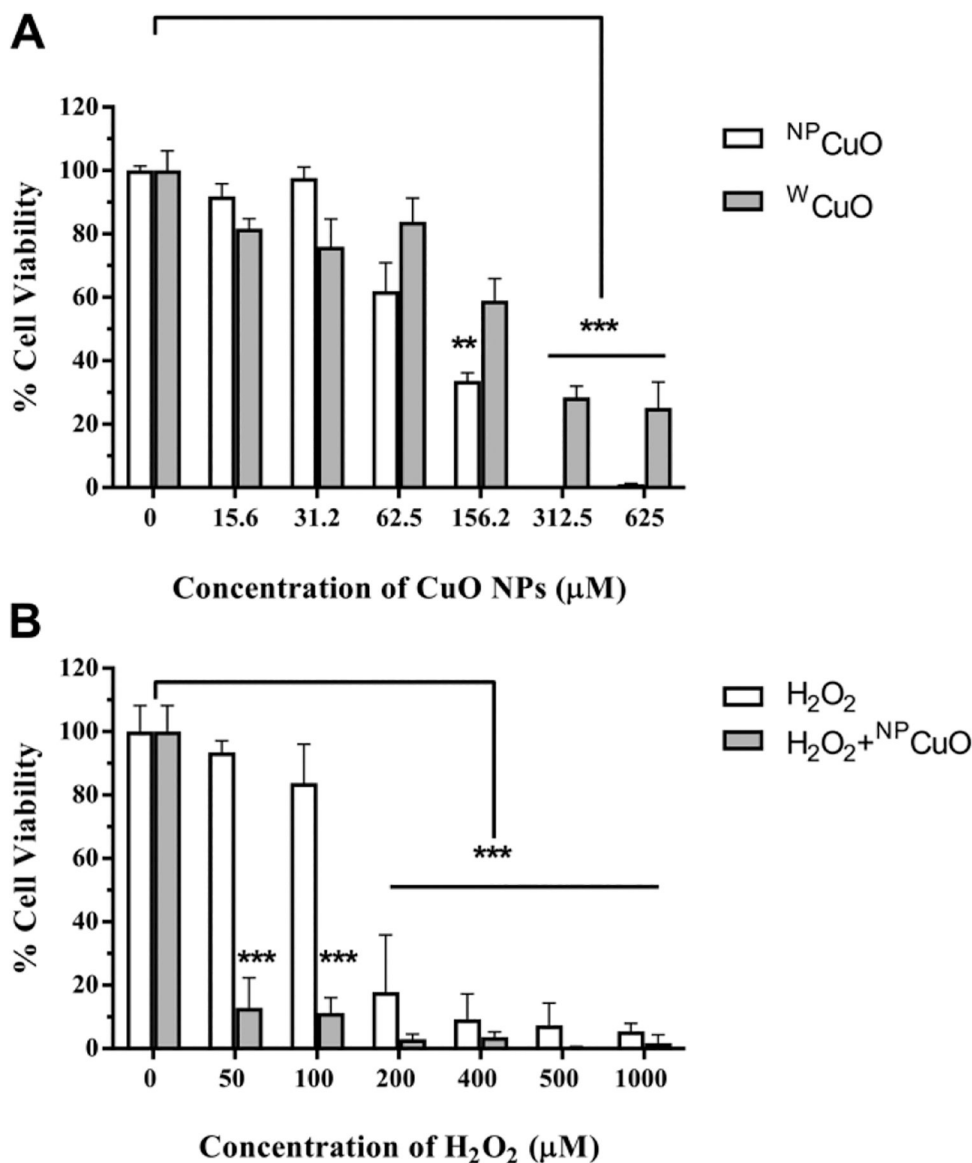 A
120
100
80
60
40
20
0
% Cell Viability
**
***
0 15.6 31.2 62.5 156.2 312.5 625
Concentration of CuO NPs (μM)
NPCuO
WCuO
B
120
100
80
60
40
20
0
% Cell Viability
***
***
***
0 50 100 200 400 500 1000
Concentration of H₂O₂ (μM)
H₂O₂
H₂O₂+NPCuO